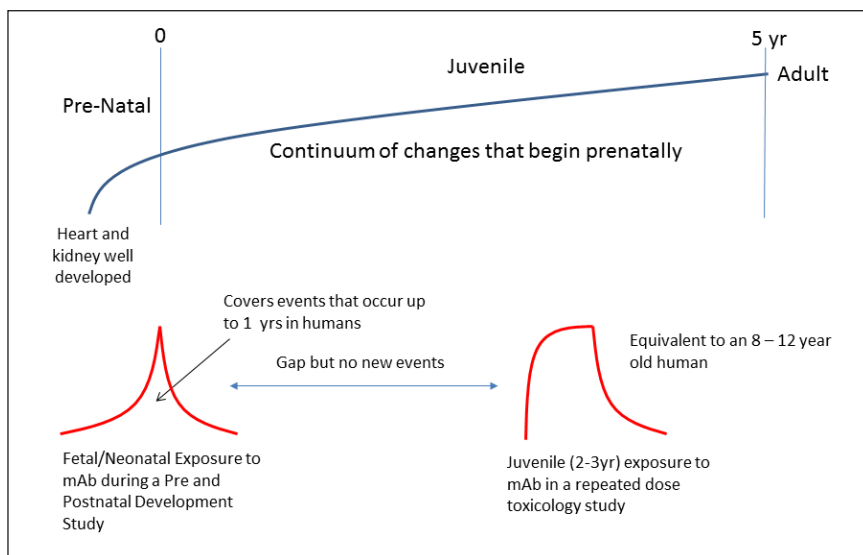 0
5 yr
Juvenile
Adult
Pre-Natal
Continuum of changes that begin prenatally
Heart and
kidney well
developed
Covers events that occur up
to 1 yrs in humans
Gap but no new events
Equivalent to an 8 – 12 year
old human
Fetal/Neonatal Exposure to
mAb during a Pre and
Postnatal Development
Study
Juvenile (2-3yr) exposure to
mAb in a repeated dose
toxicology study